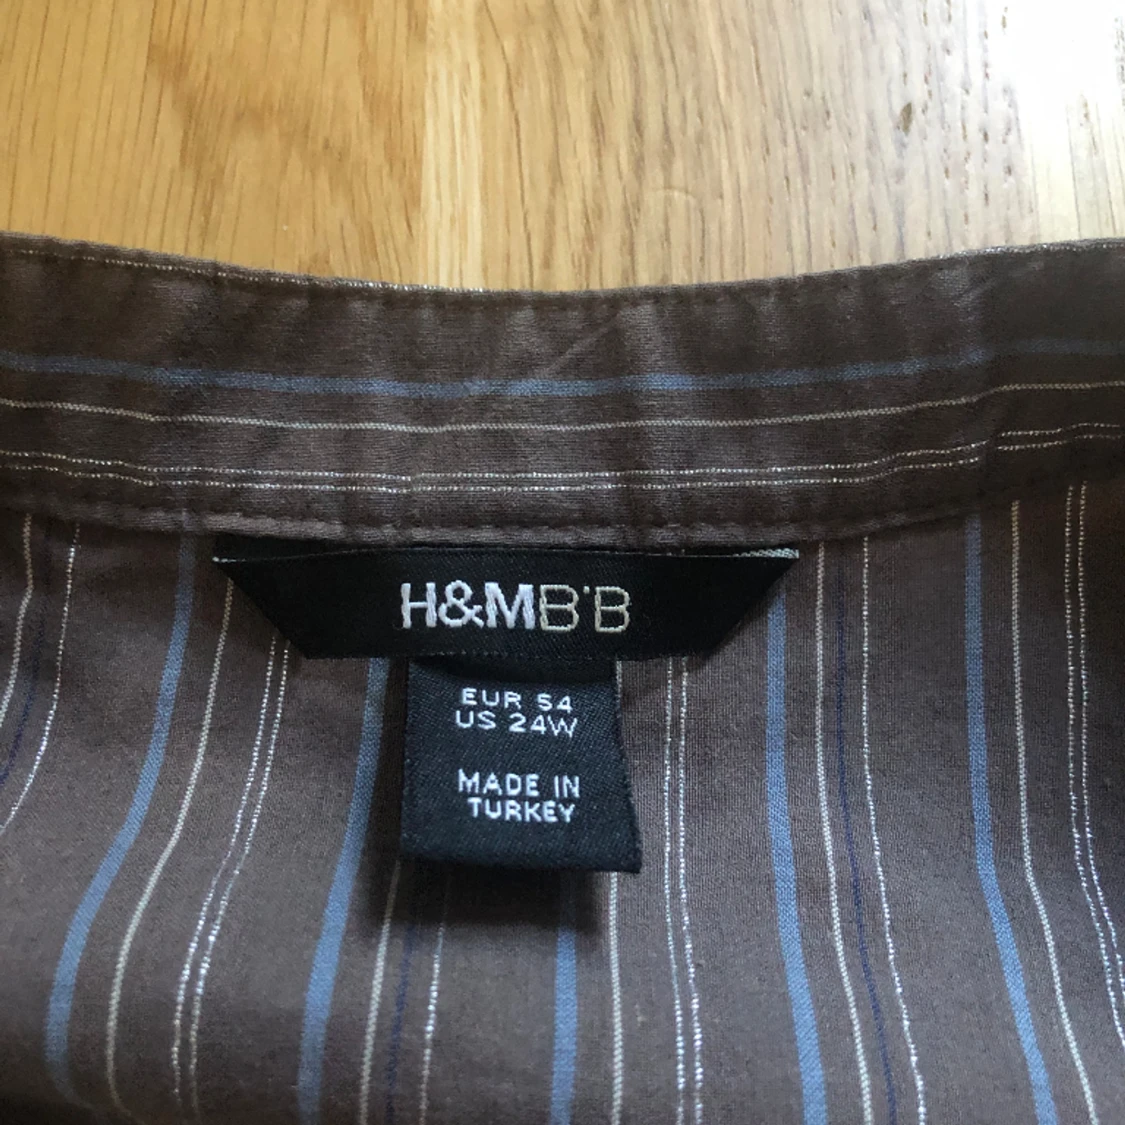 H&MB'B
EUR 54
US 24W
MADE IN
TURKEY